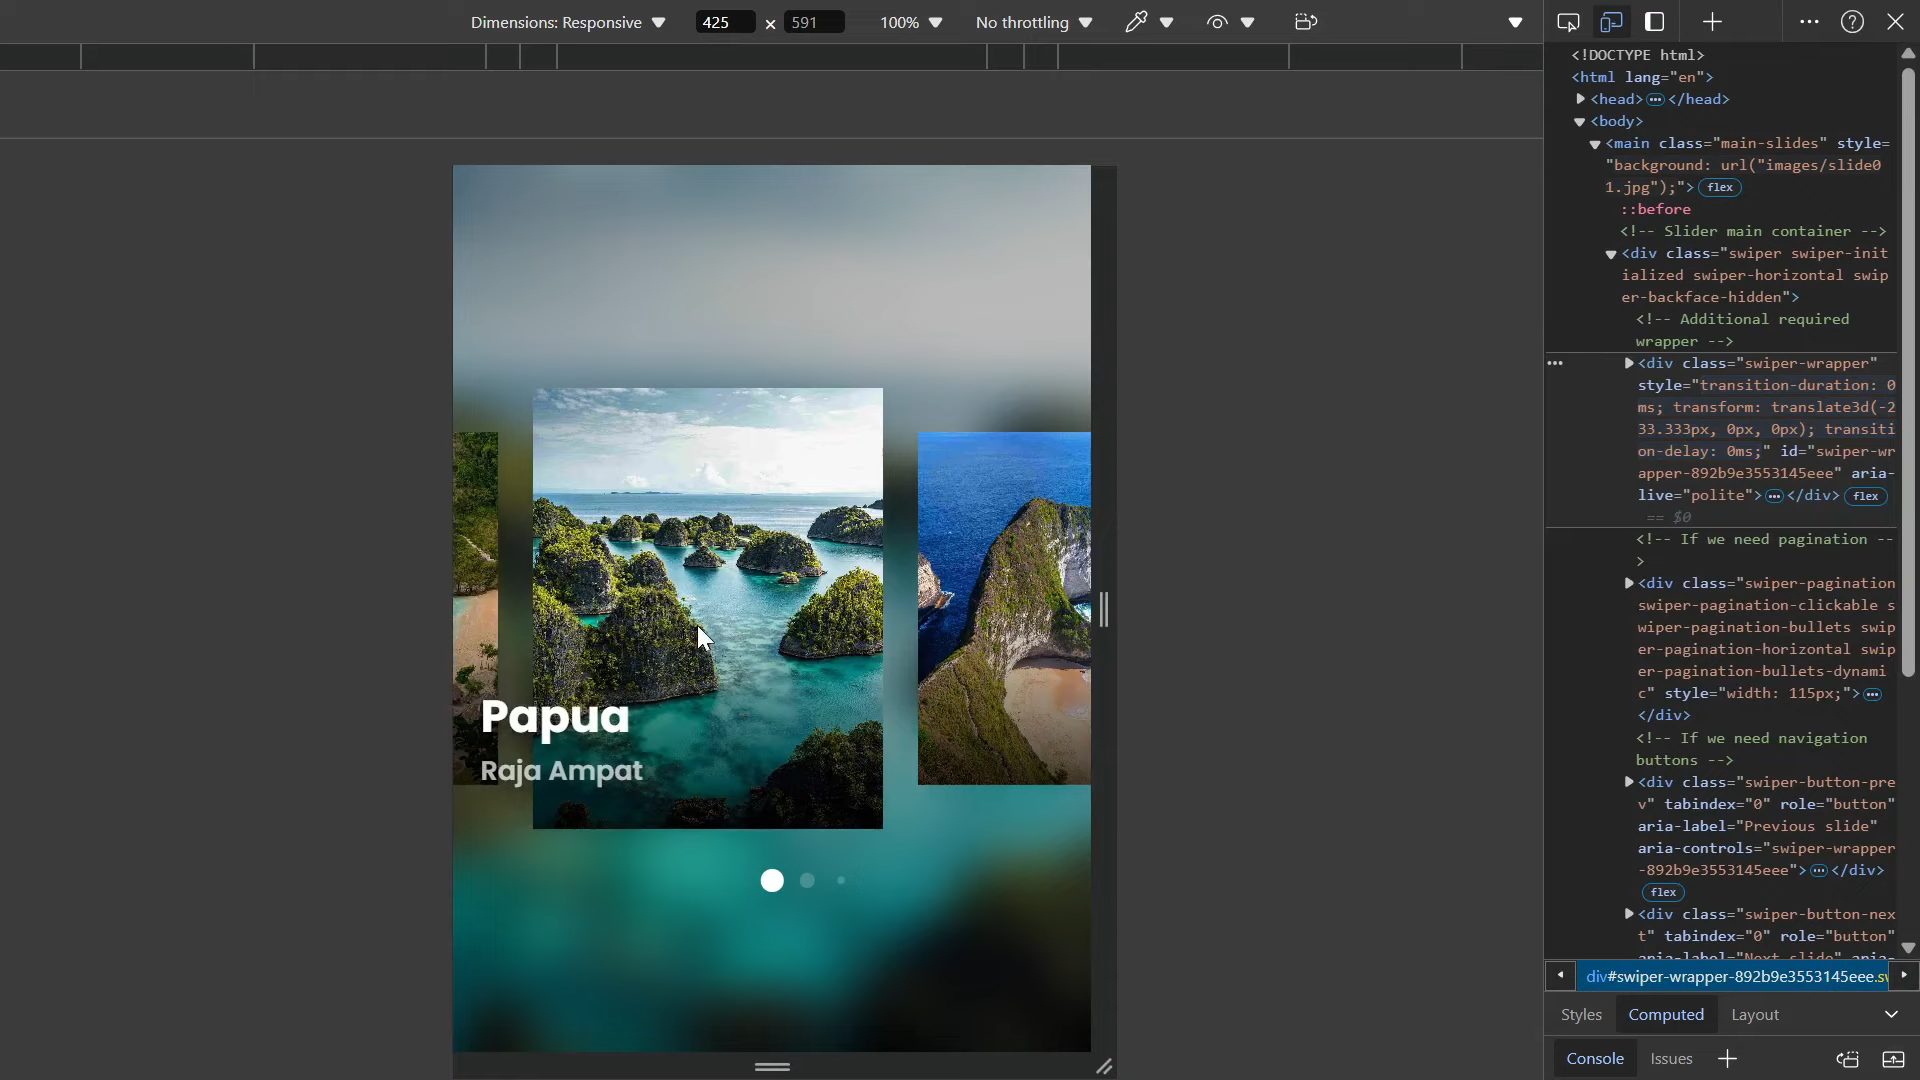 Dimensions: Responsive 425 x 591 100% No throttling
<!DOCTYPE html>
<html lang="en">
<head> ••• </head>
<body>
<main class="main-slides" style=
"background: url("images/slide0
1.jpg");"> flex
::before
<!-- Slider main container -->
<div class="swiper swiper-init
ialized swiper-horizontal swip
er-backface-hidden">
<!-- Additional required
wrapper -->
<div class="swiper-wrapper"
style="transition-duration: 0
ms; transform: translate3d(-2
33.333px, 0px, 0px); transiti
on-delay: 0ms;" id="swiper-wr
apper-892b9e3553145eee" aria-
live="polite"> ••• </div> flex
== $0
<!-- If we need pagination --
>
<div class="swiper-pagination
swiper-pagination-clickable s
wiper-pagination-bullets swip
er-pagination-horizontal swip
er-pagination-bullets-dynami
c" style="width: 115px;"> •••
</div>
<!-- If we need navigation
buttons -->
<div class="swiper-button-pre
v" tabindex="0" role="button"
aria-label="Previous slide"
aria-controls="swiper-wrapper
-892b9e3553145eee"> ••• </div>
flex
<div class="swiper-button-nex
t" tabindex="0" role="button"
aria-label="Next slide" aria-
div#swiper-wrapper-892b9e3553145eee.sw
Styles Computed Layout
Console Issues
Papua
Raja Ampat